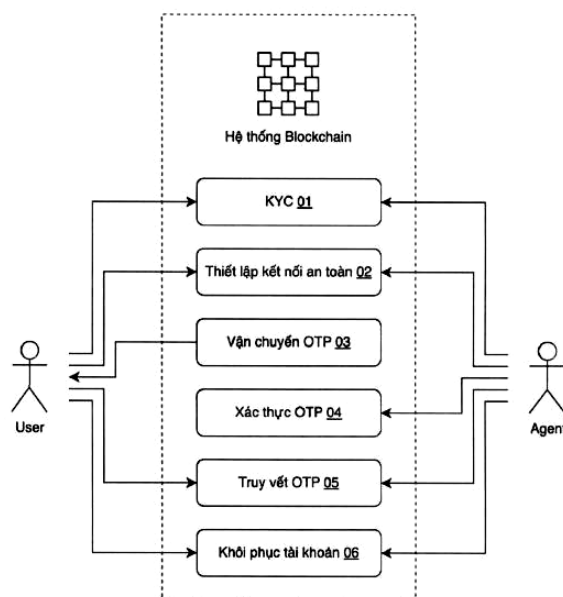 Hệ thống Blockchain
KYC 01
Thiết lập kết nối an toàn 02
Vận chuyển OTP 03
Xác thực OTP 04
User
Agent
Truy vết OTP 05
Khôi phục tài khoản 06